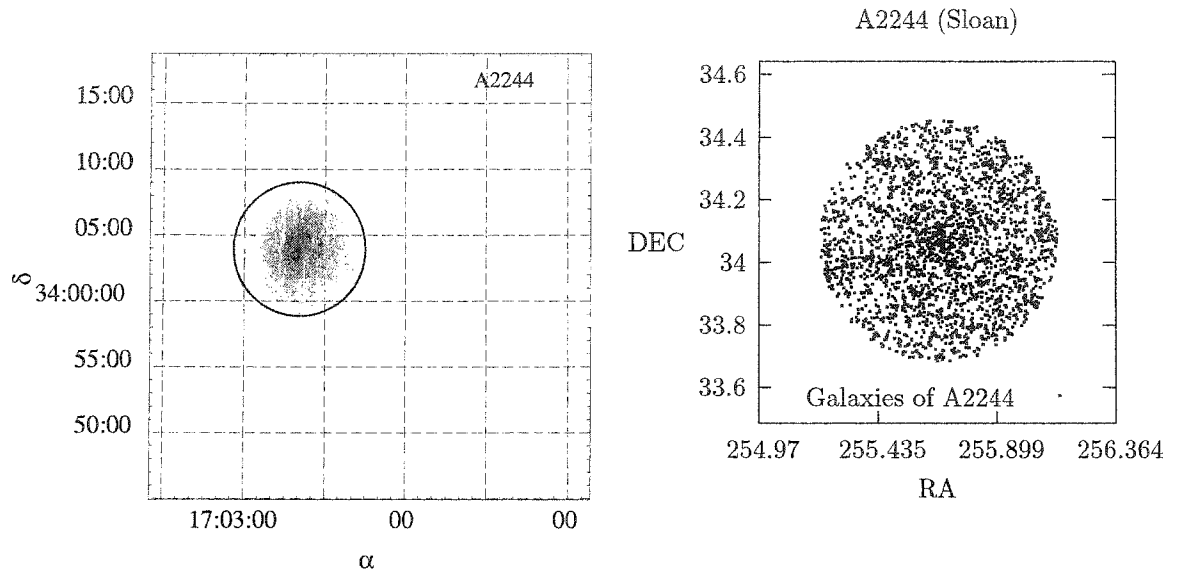 A2244
15:00
10:00
05:00
δ
34:00:00
55:00
50:00
17:03:00 00 00
α
A2244 (Sloan)
34.6
34.4
34.2
DEC
34
33.8
33.6
Galaxies of A2244
254.97 255.435 255.899 256.364
RA